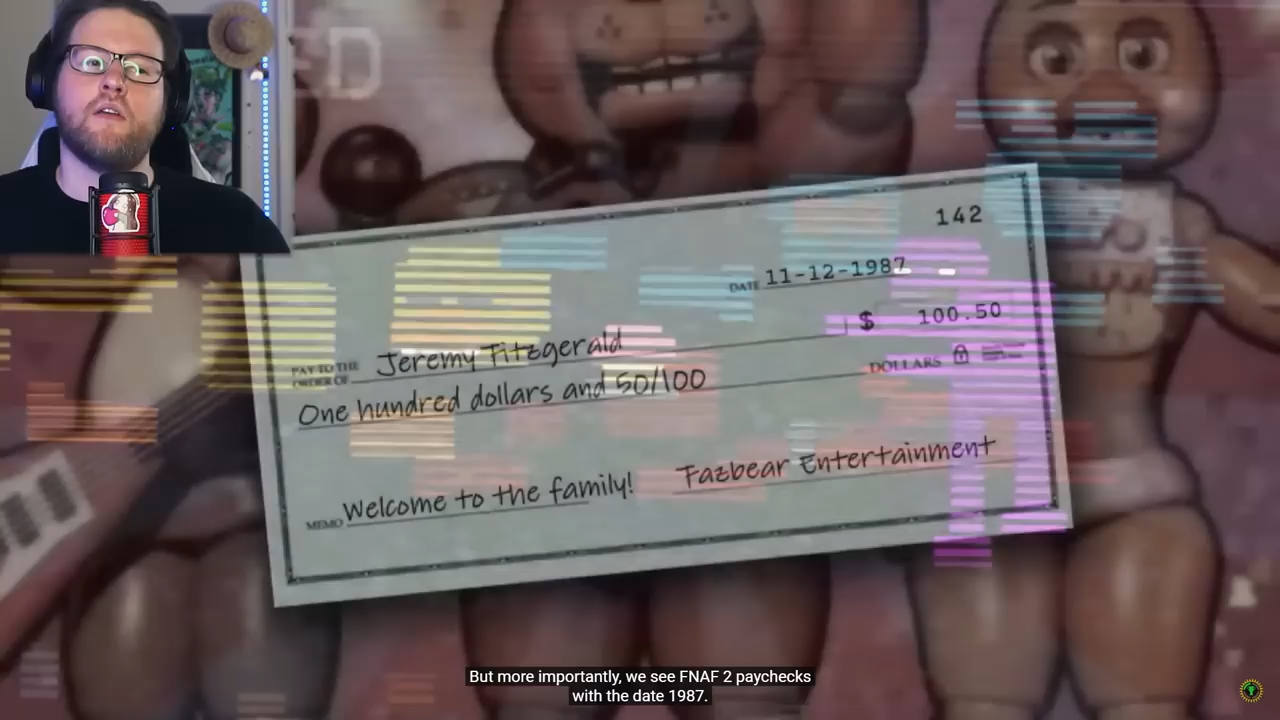 ED
142
DATE 11-12-1987
$ 100.50
PAY TO THE
ORDER OF Jeremy Fitzgerald
One hundred dollars and 50/100
DOLLARS
MEMO Welcome to the family! Fazbear Entertainment
But more importantly, we see FNAF 2 paychecks
with the date 1987.